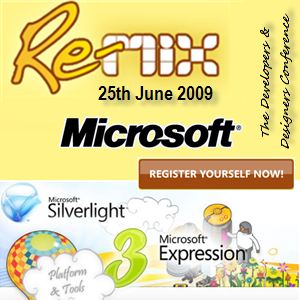 Re-mix
25th June 2009
Microsoft®
The Developers &
Designers Conference
REGISTER YOURSELF NOW!
Microsoft®
Silverlight™
3
Microsoft®
Expression®
Platform
& Tools